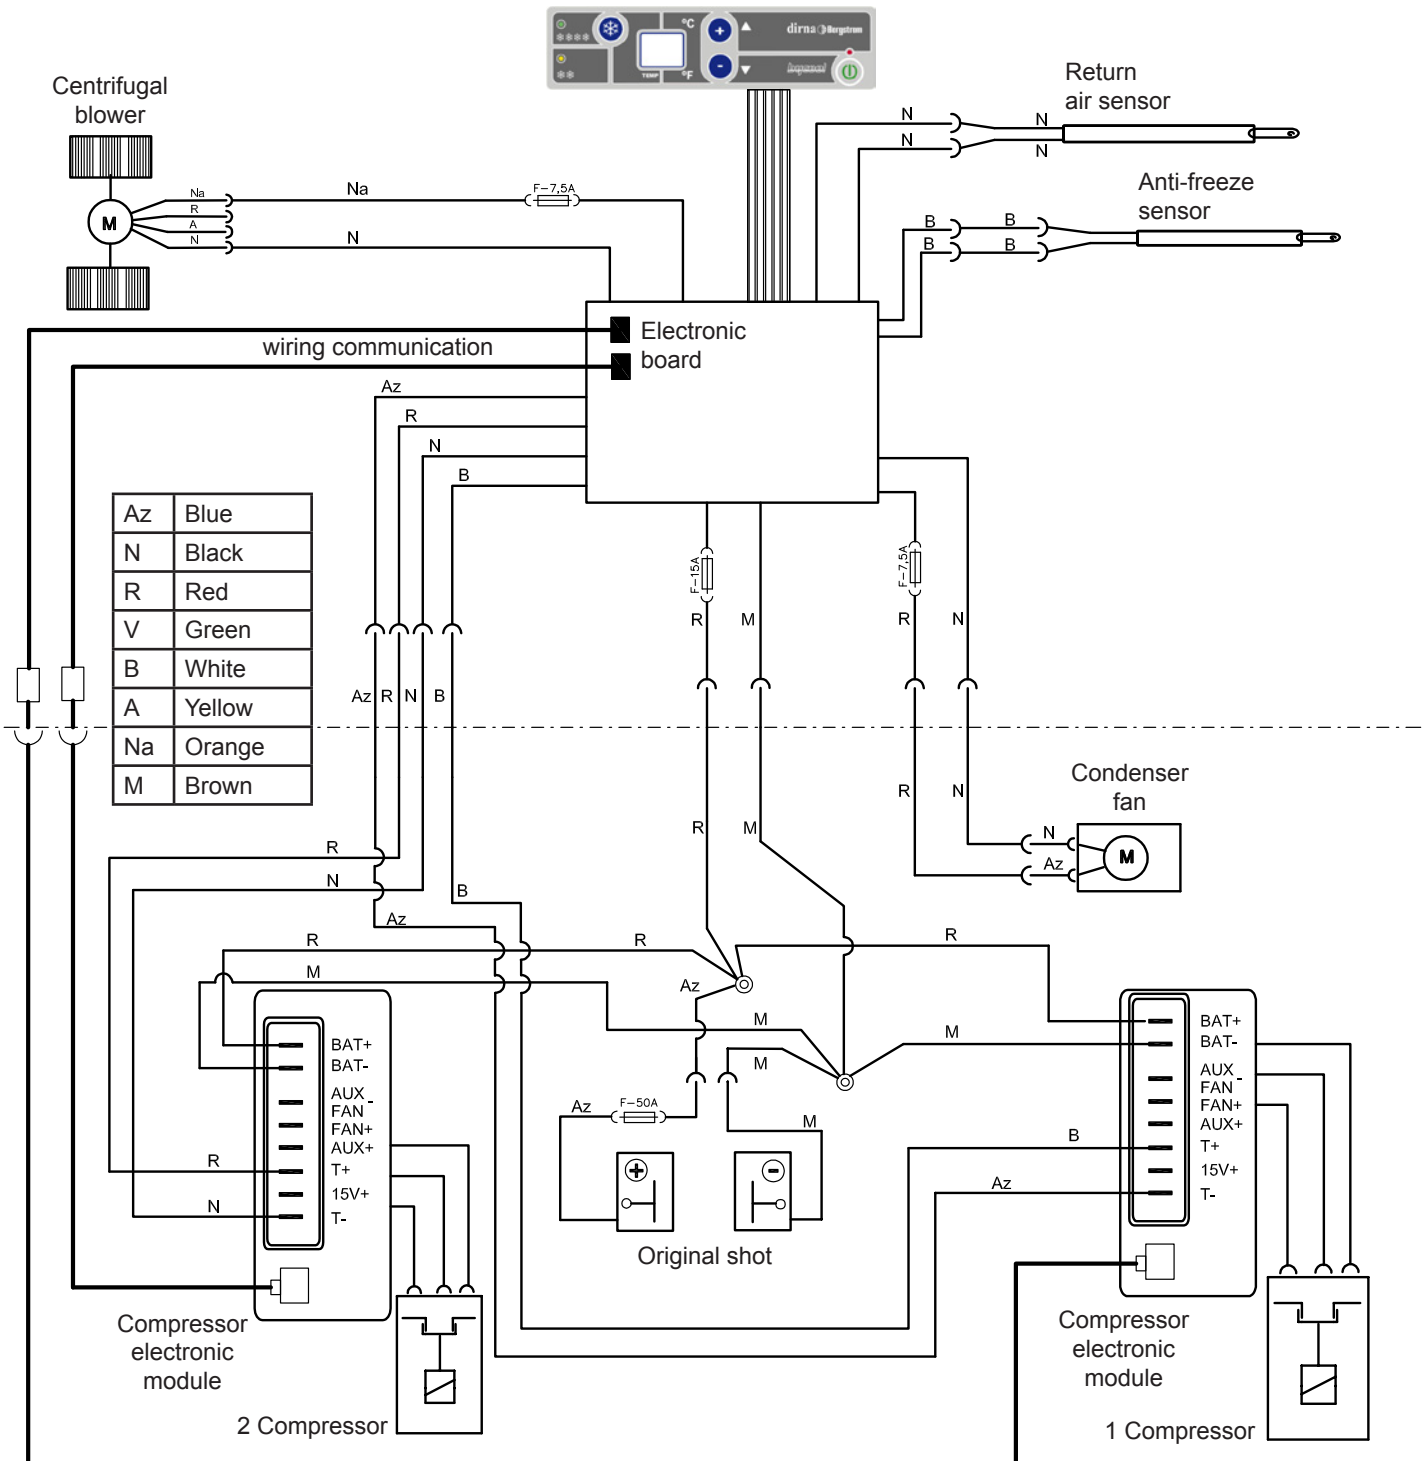 °C
dirna Bergstrom
TEMP
°F
+
-
Centrifugal
blower
Return
air sensor
N
N
N
N
Anti-freeze
sensor
B
B
B
B
Na
R
A
N
M
Na
F-7,5A
N
Electronic
board
wiring communication
Az
R
N
B
Az Blue
N Black
R Red
V Green
B White
A Yellow
Na Orange
M Brown
F-15A
F-7,5A
R
M
R
N
Az
R
N
B
R
N
Condenser
fan
N
Az
M
R
M
R
N
B
Az
R
R
R
M
Az
M
M
M
BAT+
BAT-
AUX
FAN -
FAN+
AUX+
T+
15V+
T-
R
N
Az
F-50A
M
+
-
Original shot
B
Az
BAT+
BAT-
AUX
FAN -
FAN+
AUX+
T+
15V+
T-
Compressor
electronic
module
2 Compressor
Compressor
electronic
module
1 Compressor